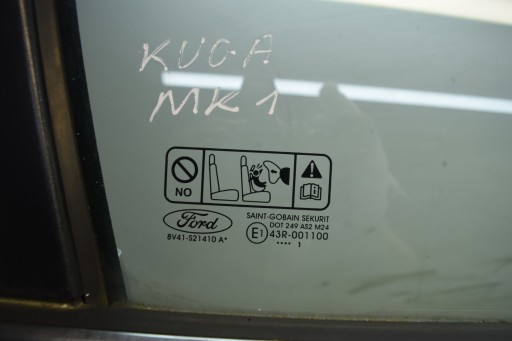 KUGA
MK1
NO
Ford
SAINT-GOBAIN SEKURIT
DOT 249 AS2 M24
8V41-S21410 A*
E1 43R-001100
•••• 1